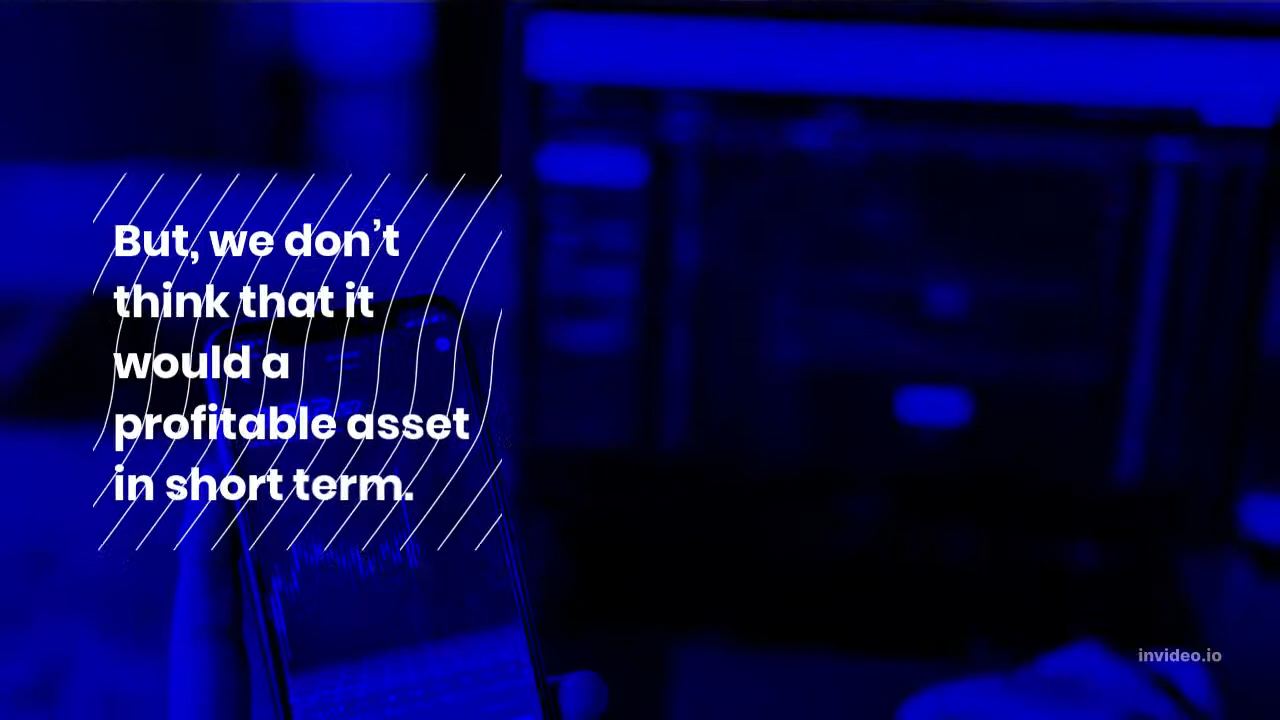 But, we don’t
think that it
would a
profitable asset
in short term.
invideo.io